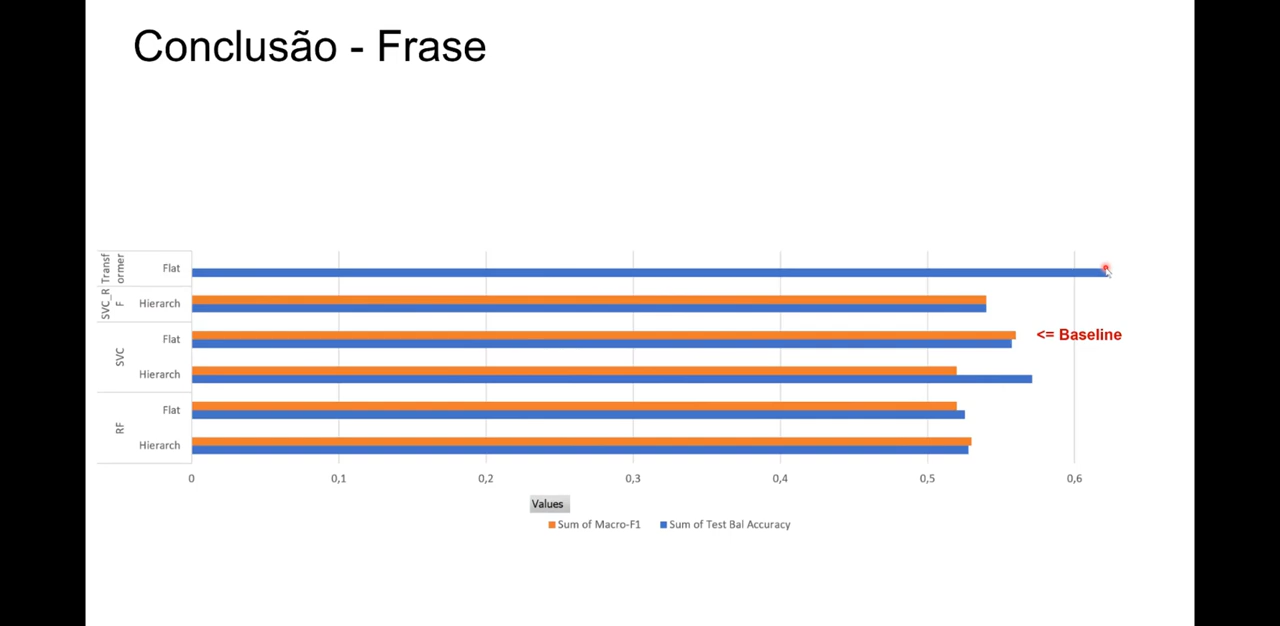 Conclusão - Frase
Transf
ormer
Flat
SVC_R
F
Hierarch
SVC
Flat
<= Baseline
Hierarch
RF
Flat
Hierarch
0 0,1 0,2 0,3 0,4 0,5 0,6
Values
Sum of Macro-F1 Sum of Test Bal Accuracy